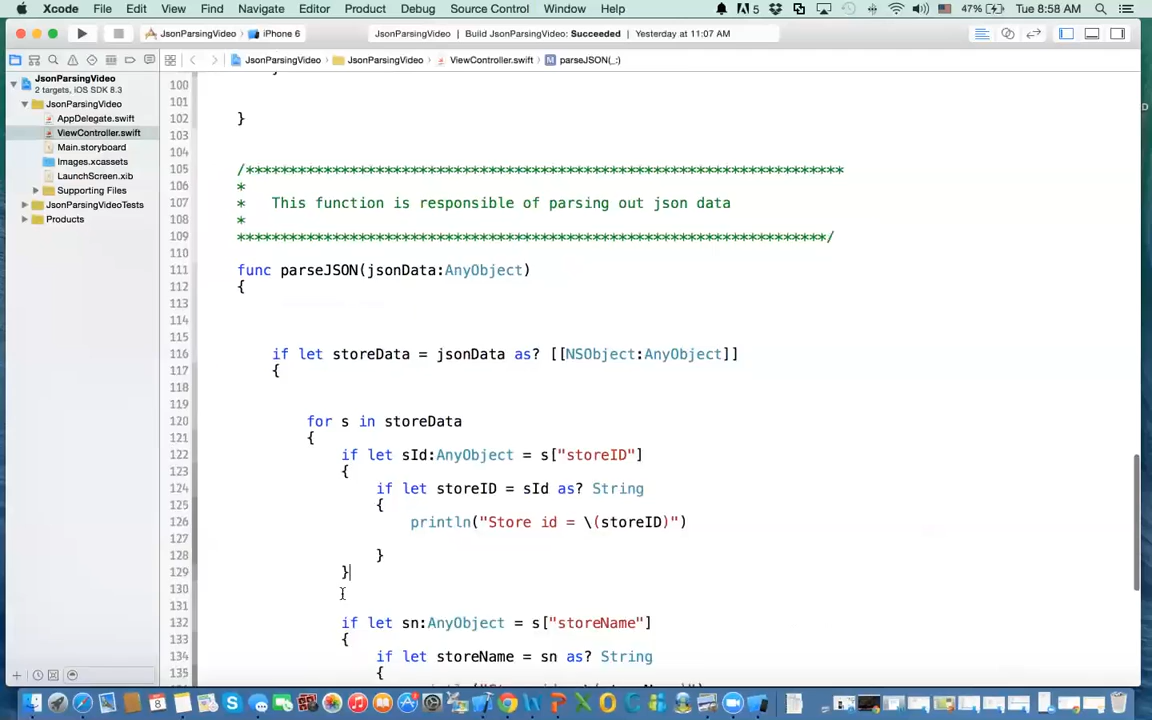 Xcode File Edit View Find Navigate Editor Product Debug Source Control Window Help 5 47% Tue 8:58 AM
JsonParsingVideo iPhone 6 JsonParsingVideo | Build JsonParsingVideo: Succeeded | Yesterday at 11:07 AM
JsonParsingVideo JsonParsingVideo ViewController.swift M parseJSON(_:)
JsonParsingVideo
2 targets, iOS SDK 8.3
JsonParsingVideo
AppDelegate.swift
ViewController.swift
Main.storyboard
Images.xcassets
LaunchScreen.xib
Supporting Files
JsonParsingVideoTests
Products
100
101
102 }
103
104
105 /*********************************************************************
106 *
107 * This function is responsible of parsing out json data
108 *
109 ********************************************************************/
110
111 func parseJSON(jsonData:AnyObject)
112 {
113
114
115
116 if let storeData = jsonData as? [[NSObject:AnyObject]]
117 {
118
119
120 for s in storeData
121 {
122 if let sId:AnyObject = s["storeID"]
123 {
124 if let storeID = sId as? String
125 {
126 println("Store id = \(storeID)")
127
128 }
129 }
130
131
132 if let sn:AnyObject = s["storeName"]
133 {
134 if let storeName = sn as? String
135 {